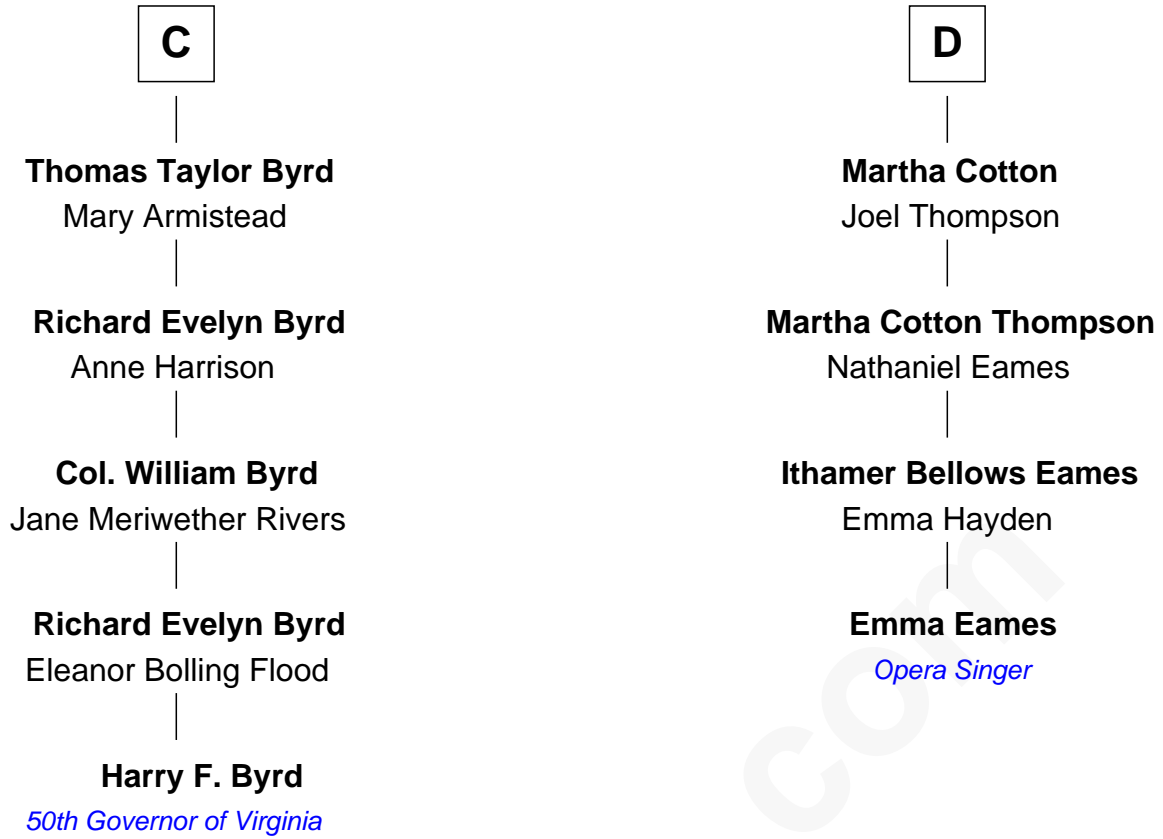 C
Thomas Taylor Byrd
Mary Armistead
Richard Evelyn Byrd
Anne Harrison
Col. William Byrd
Jane Meriwether Rivers
Richard Evelyn Byrd
Eleanor Bolling Flood
Harry F. Byrd
50th Governor of Virginia
D
Martha Cotton
Joel Thompson
Martha Cotton Thompson
Nathaniel Eames
Ithamer Bellows Eames
Emma Hayden
Emma Eames
Opera Singer
com